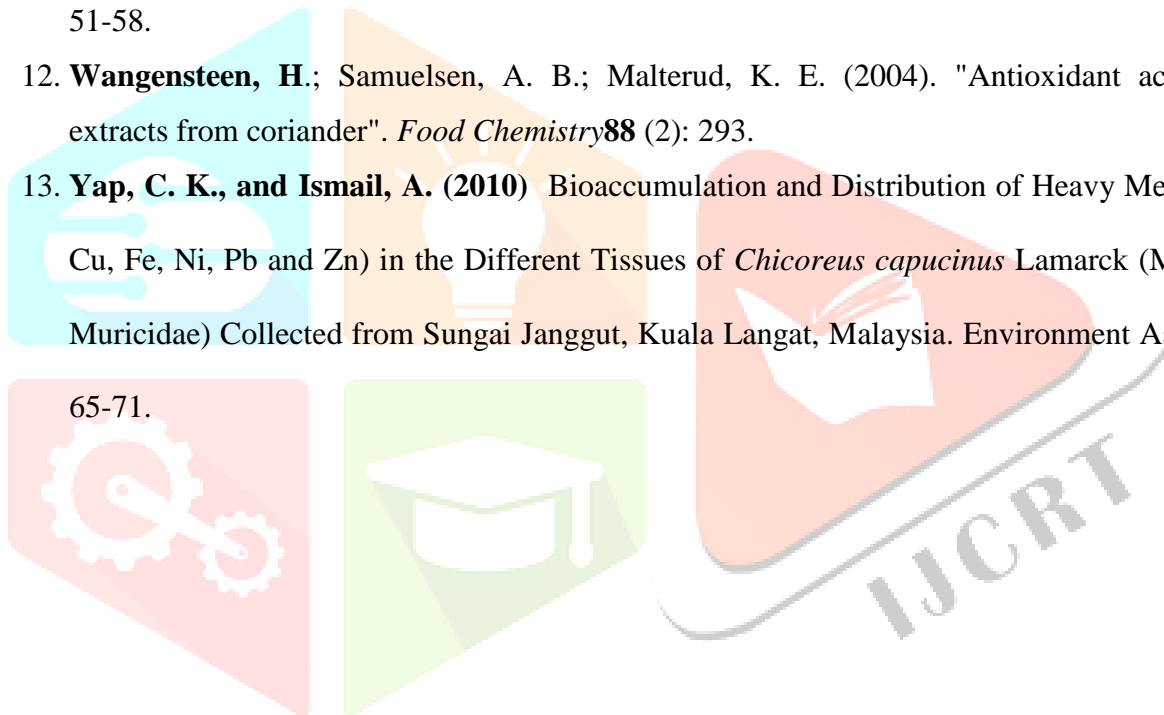 51-58.
12. Wangensteen, H.; Samuelsen, A. B.; Malterud, K. E. (2004). "Antioxidant
extracts from coriander". Food Chemistry88 (2): 293.
13. Yap, C. K., and Ismail, A. (2010) Bioaccumulation and Distribution of Heavy
Cu, Fe, Ni, Pb and Zn) in the Different Tissues of Chicoreus capucinus Lamarck
Muricidae) Collected from Sungai Janggut, Kuala Langat, Malaysia. Environment
65-71.
IJCRT